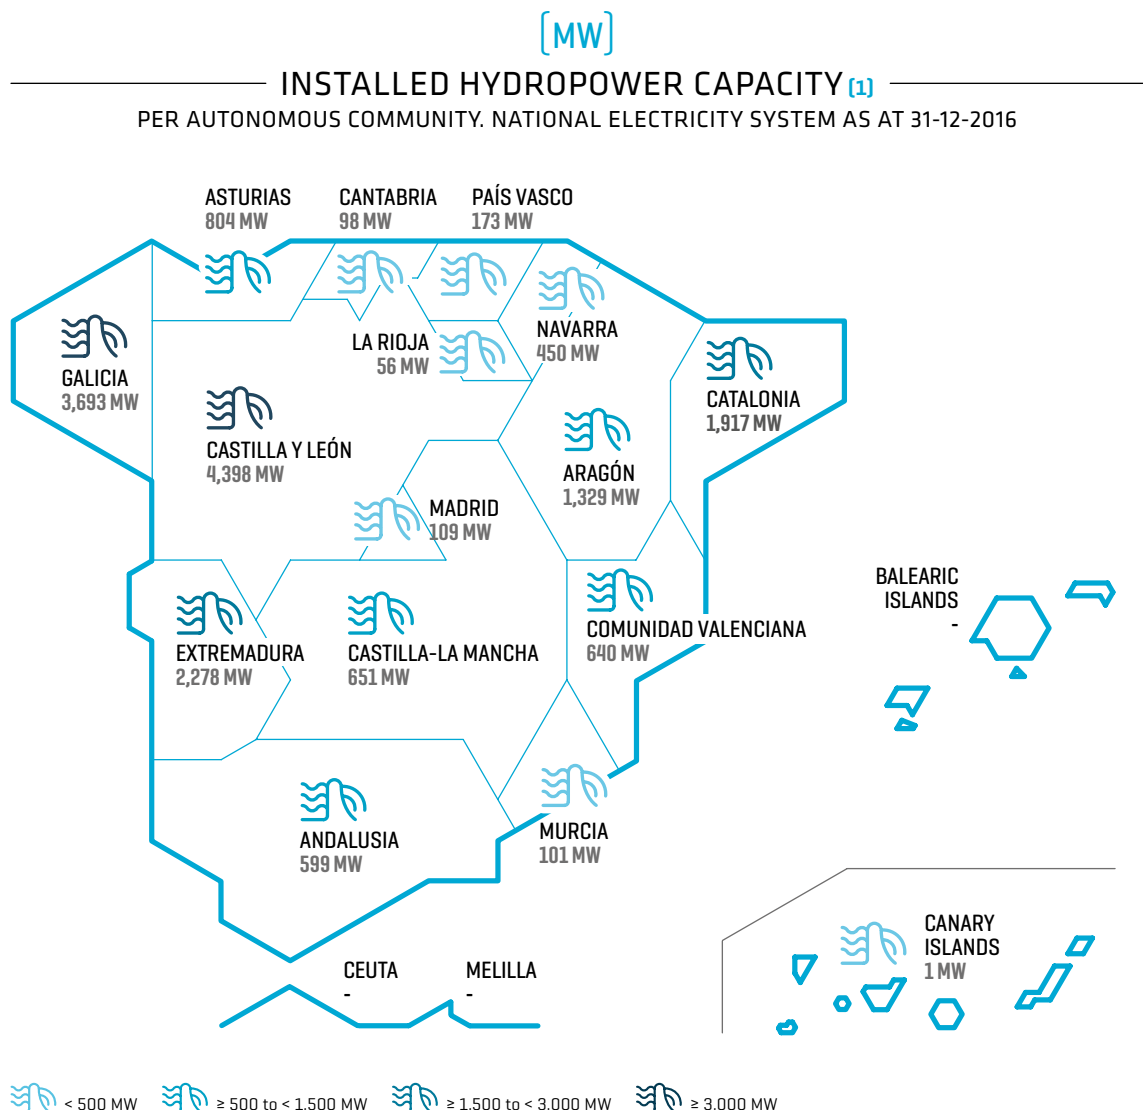 [MW]
INSTALLED HYDROPOWER CAPACITY (1)
PER AUTONOMOUS COMMUNITY. NATIONAL ELECTRICITY SYSTEM AS AT 31-12-2016
ASTURIAS
804 MW
CANTABRIA
98 MW
PAÍS VASCO
173 MW
GALICIA
3,693 MW
LA RIOJA
56 MW
NAVARRA
450 MW
CATALONIA
1,917 MW
CASTILLA Y LEÓN
4,398 MW
ARAGÓN
1,329 MW
MADRID
109 MW
BALEARIC
ISLANDS
-
EXTREMADURA
2,278 MW
CASTILLA-LA MANCHA
651 MW
COMUNIDAD VALENCIANA
640 MW
ANDALUSIA
599 MW
MURCIA
101 MW
CANARY
ISLANDS
1 MW
CEUTA
-
MELILLA
-
< 500 MW
≥ 500 to < 1,500 MW
≥ 1,500 to < 3,000 MW
≥ 3,000 MW